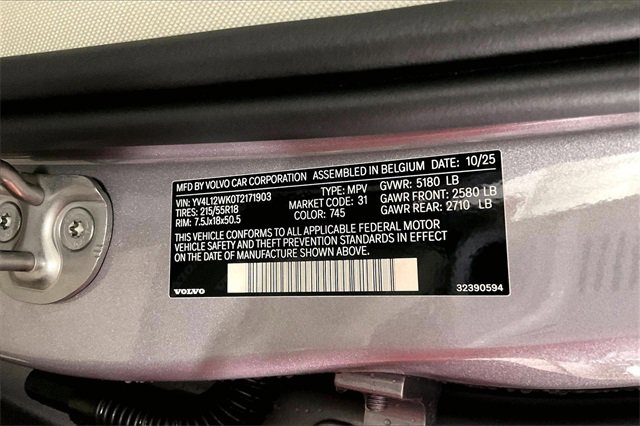 MFD BY VOLVO CAR CORPORATION ASSEMBLED IN BELGIUM DATE: 10/25
VIN: YV4L12WK0T2171903 TYPE: MPV GVWR: 5180 LB
TIRES: 215/55R18 MARKET CODE: 31 GAWR FRONT: 2580 LB
RIM: 7.5Jx18x50.5 COLOR: 745 GAWR REAR: 2710 LB
THIS VEHICLE CONFORMS TO ALL APPLICABLE FEDERAL MOTOR
VEHICLE SAFETY AND THEFT PREVENTION STANDARDS IN EFFECT
ON THE DATE OF MANUFACTURE SHOWN ABOVE.
VOLVO 32390594